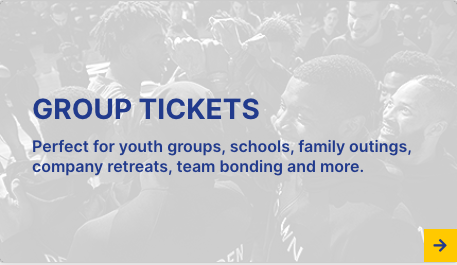 GROUP TICKETS
Perfect for youth groups, schools, family outings,
company retreats, team bonding and more.